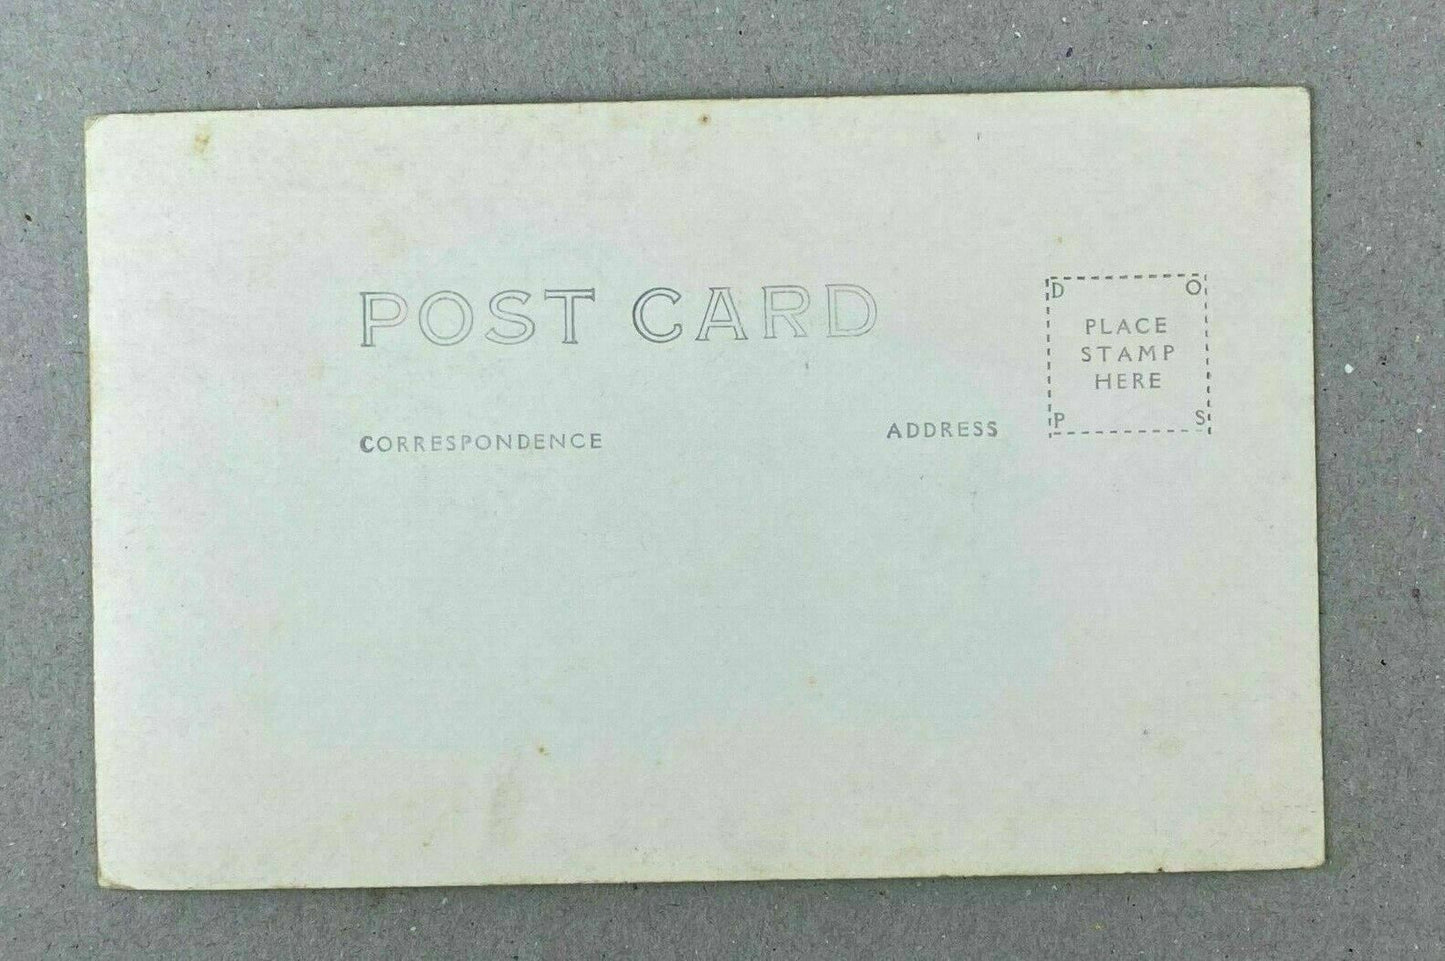 POST CARD
CORRESPONDENCE
ADDRESS
D O
PLACE
STAMP
HERE
P S